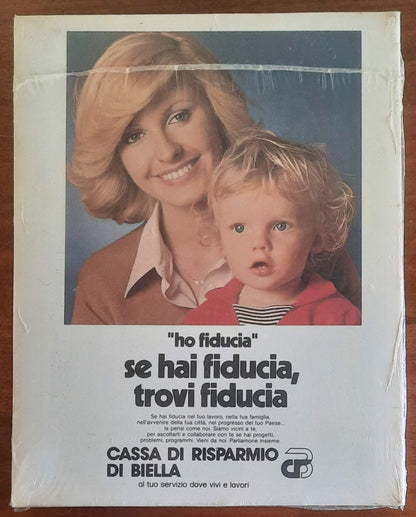 "ho fiducia"
se hai fiducia,
trovi fiducia
Se hai fiducia nel tuo lavoro, nella tua famiglia,
nell'avvenire della tua città, nel progresso del tuo Paese...
la pensi come noi. Siamo vicini a te,
per ascoltarti e collaborare con te se hai progetti,
problemi, programmi. Vieni da noi. Parliamone insieme.
CASSA DI RISPARMIO
DI BIELLA
al tuo servizio dove vivi e lavori